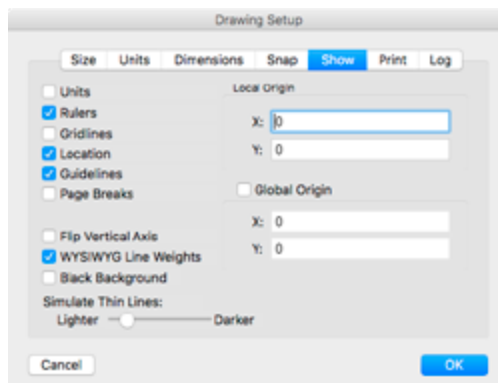 Drawing Setup
Size Units Dimensions Snap Show Print Log
Units
Rulers
Gridlines
Location
Guidelines
Page Breaks
Flip Vertical Axis
WYSIWYG Line Weights
Black Background
Simulate Thin Lines:
Lighter Darker
Local Origin
X: 0
Y: 0
Global Origin
X: 0
Y: 0
Cancel OK